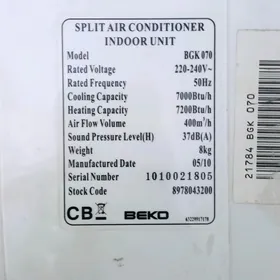 SPLIT AIR CONDITIONER
INDOOR UNIT
Model BGK 070
Rated Voltage 220-240V~
Rated Frequency 50Hz
Cooling Capacity 7000Btu/h
Heating Capacity 7200Btu/h
Air Flow Volume 400m³/h
Sound Pressure Level(H) 37dB(A)
Weight 8kg
Manufactured Date 05/10
Serial Number 1010021805
Stock Code 8978043200
CB BEKO
21784 BGK 070